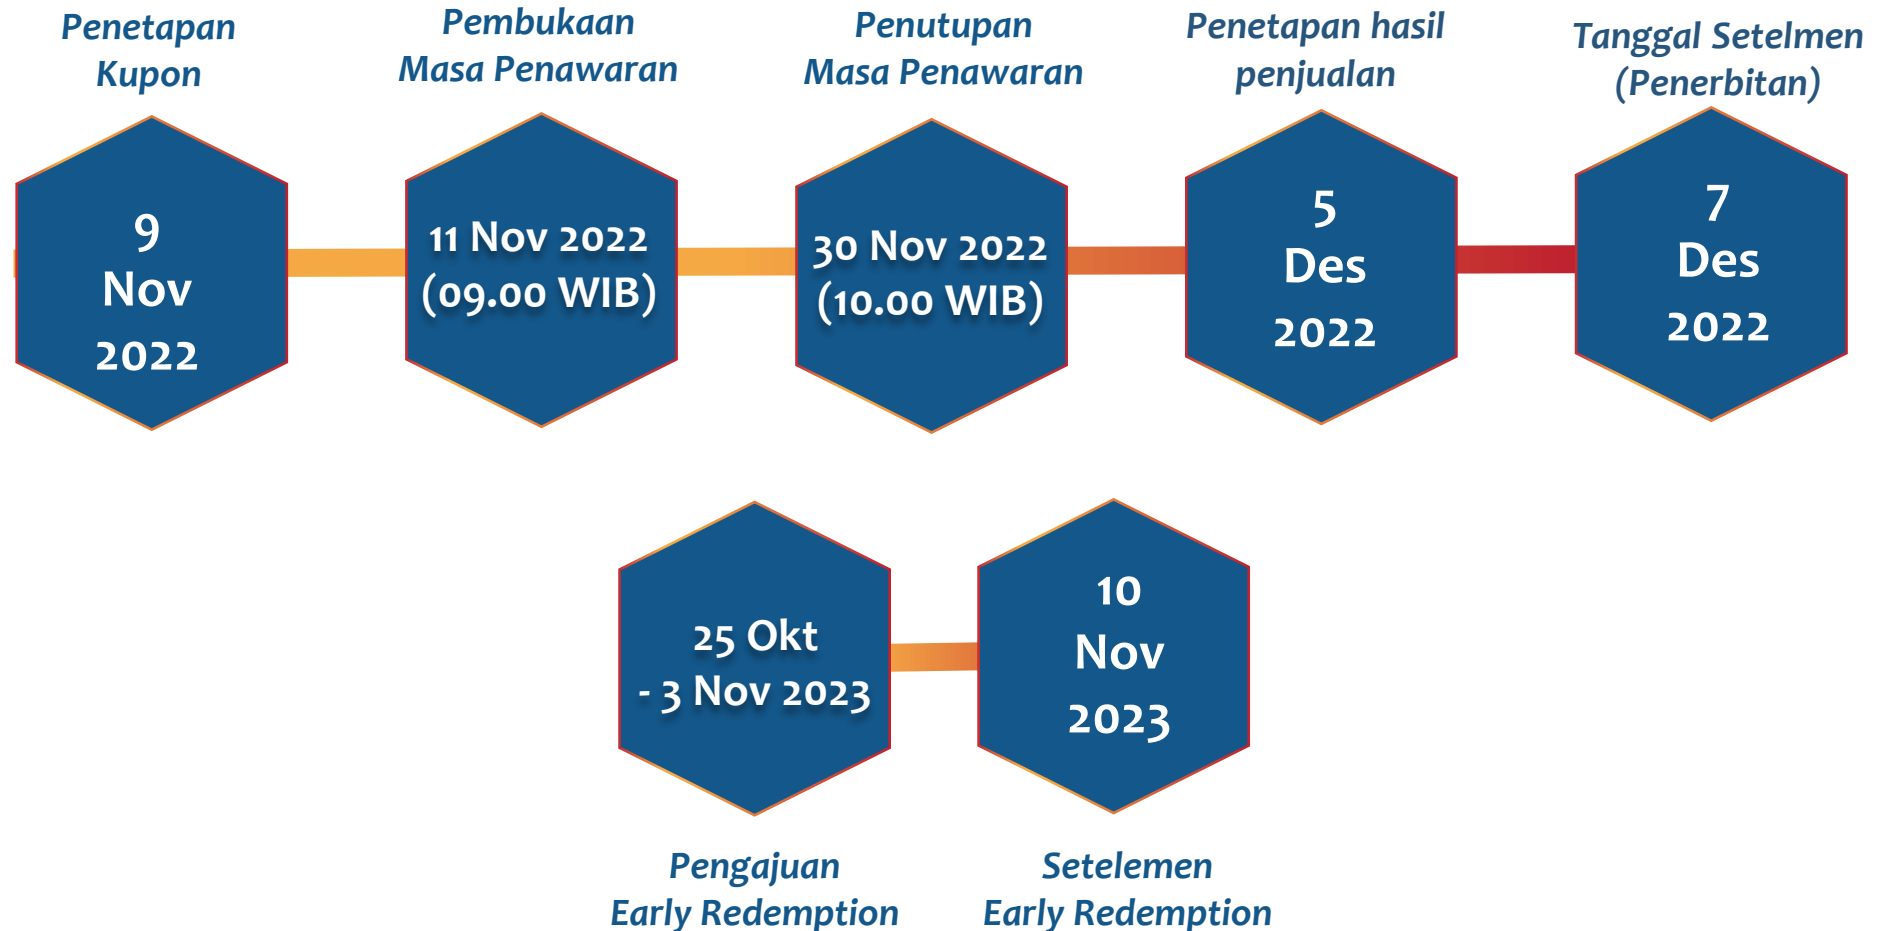 Penetapan
Kupon
Pembukaan
Masa Penawaran
Penutupan
Masa Penawaran
Penetapan hasil
penjualan
Tanggal Setelmen
(Penerbitan)
9
Nov
2022
11 Nov 2022
(09.00 WIB)
30 Nov 2022
(10.00 WIB)
5
Des
2022
7
Des
2022
25 Okt
- 3 Nov 2023
10
Nov
2023
Pengajuan
Early Redemption
Setelemen
Early Redemption